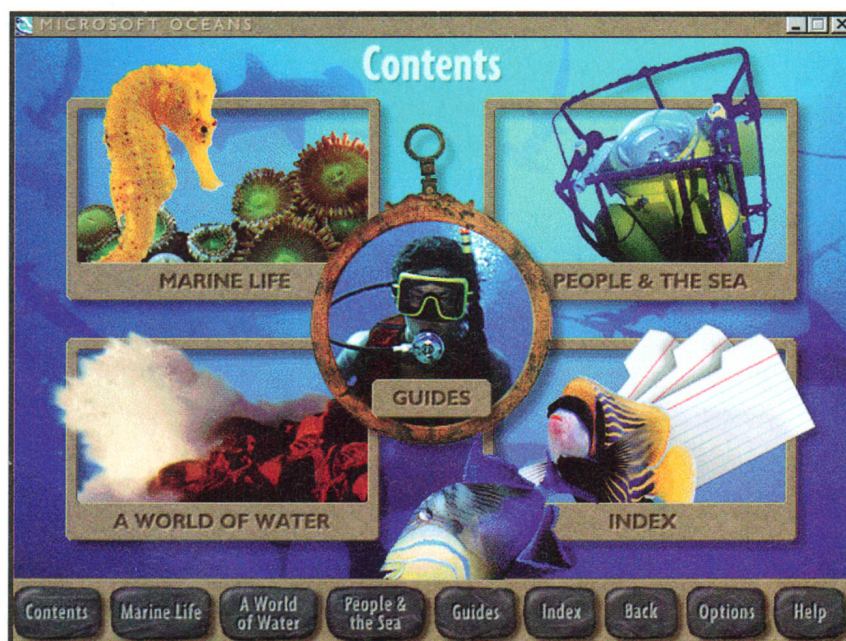 MICROSOFT OCEANS
Contents
MARINE LIFE
PEOPLE & THE SEA
GUIDES
A WORLD OF WATER
INDEX
Contents
Marine Life
A World
of Water
People &
the Sea
Guides
Index
Back
Options
Help